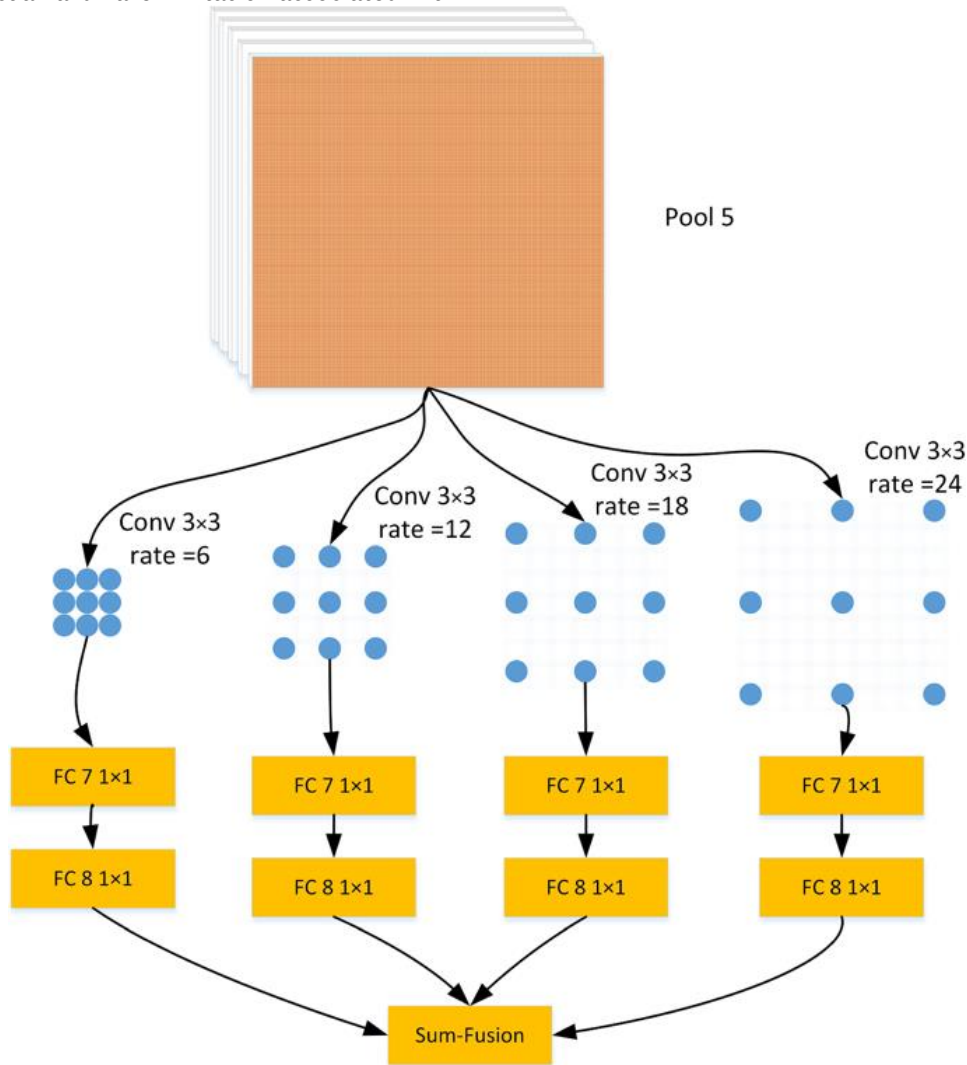 Pool 5
Conv 3×3
rate =6
Conv 3×3
rate =12
Conv 3×3
rate =18
Conv 3×3
rate =24
FC 7 1×1
FC 7 1×1
FC 7 1×1
FC 7 1×1
FC 8 1×1
FC 8 1×1
FC 8 1×1
FC 8 1×1
Sum-Fusion